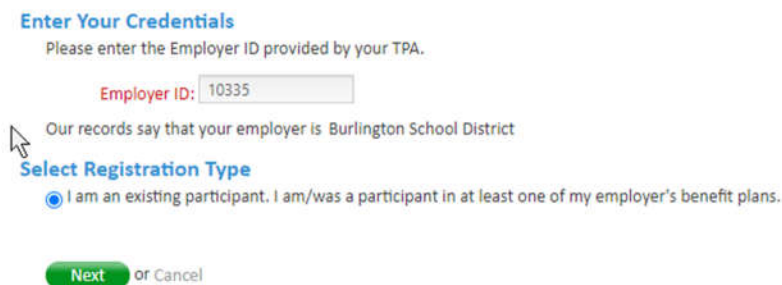 Enter Your Credentials
Please enter the Employer ID provided by your TPA.
Employer ID: 10335
Our records say that your employer is Burlington School District
Select Registration Type
I am an existing participant. I am/was a participant in at least one of my employer's benefit plans.
Next or Cancel